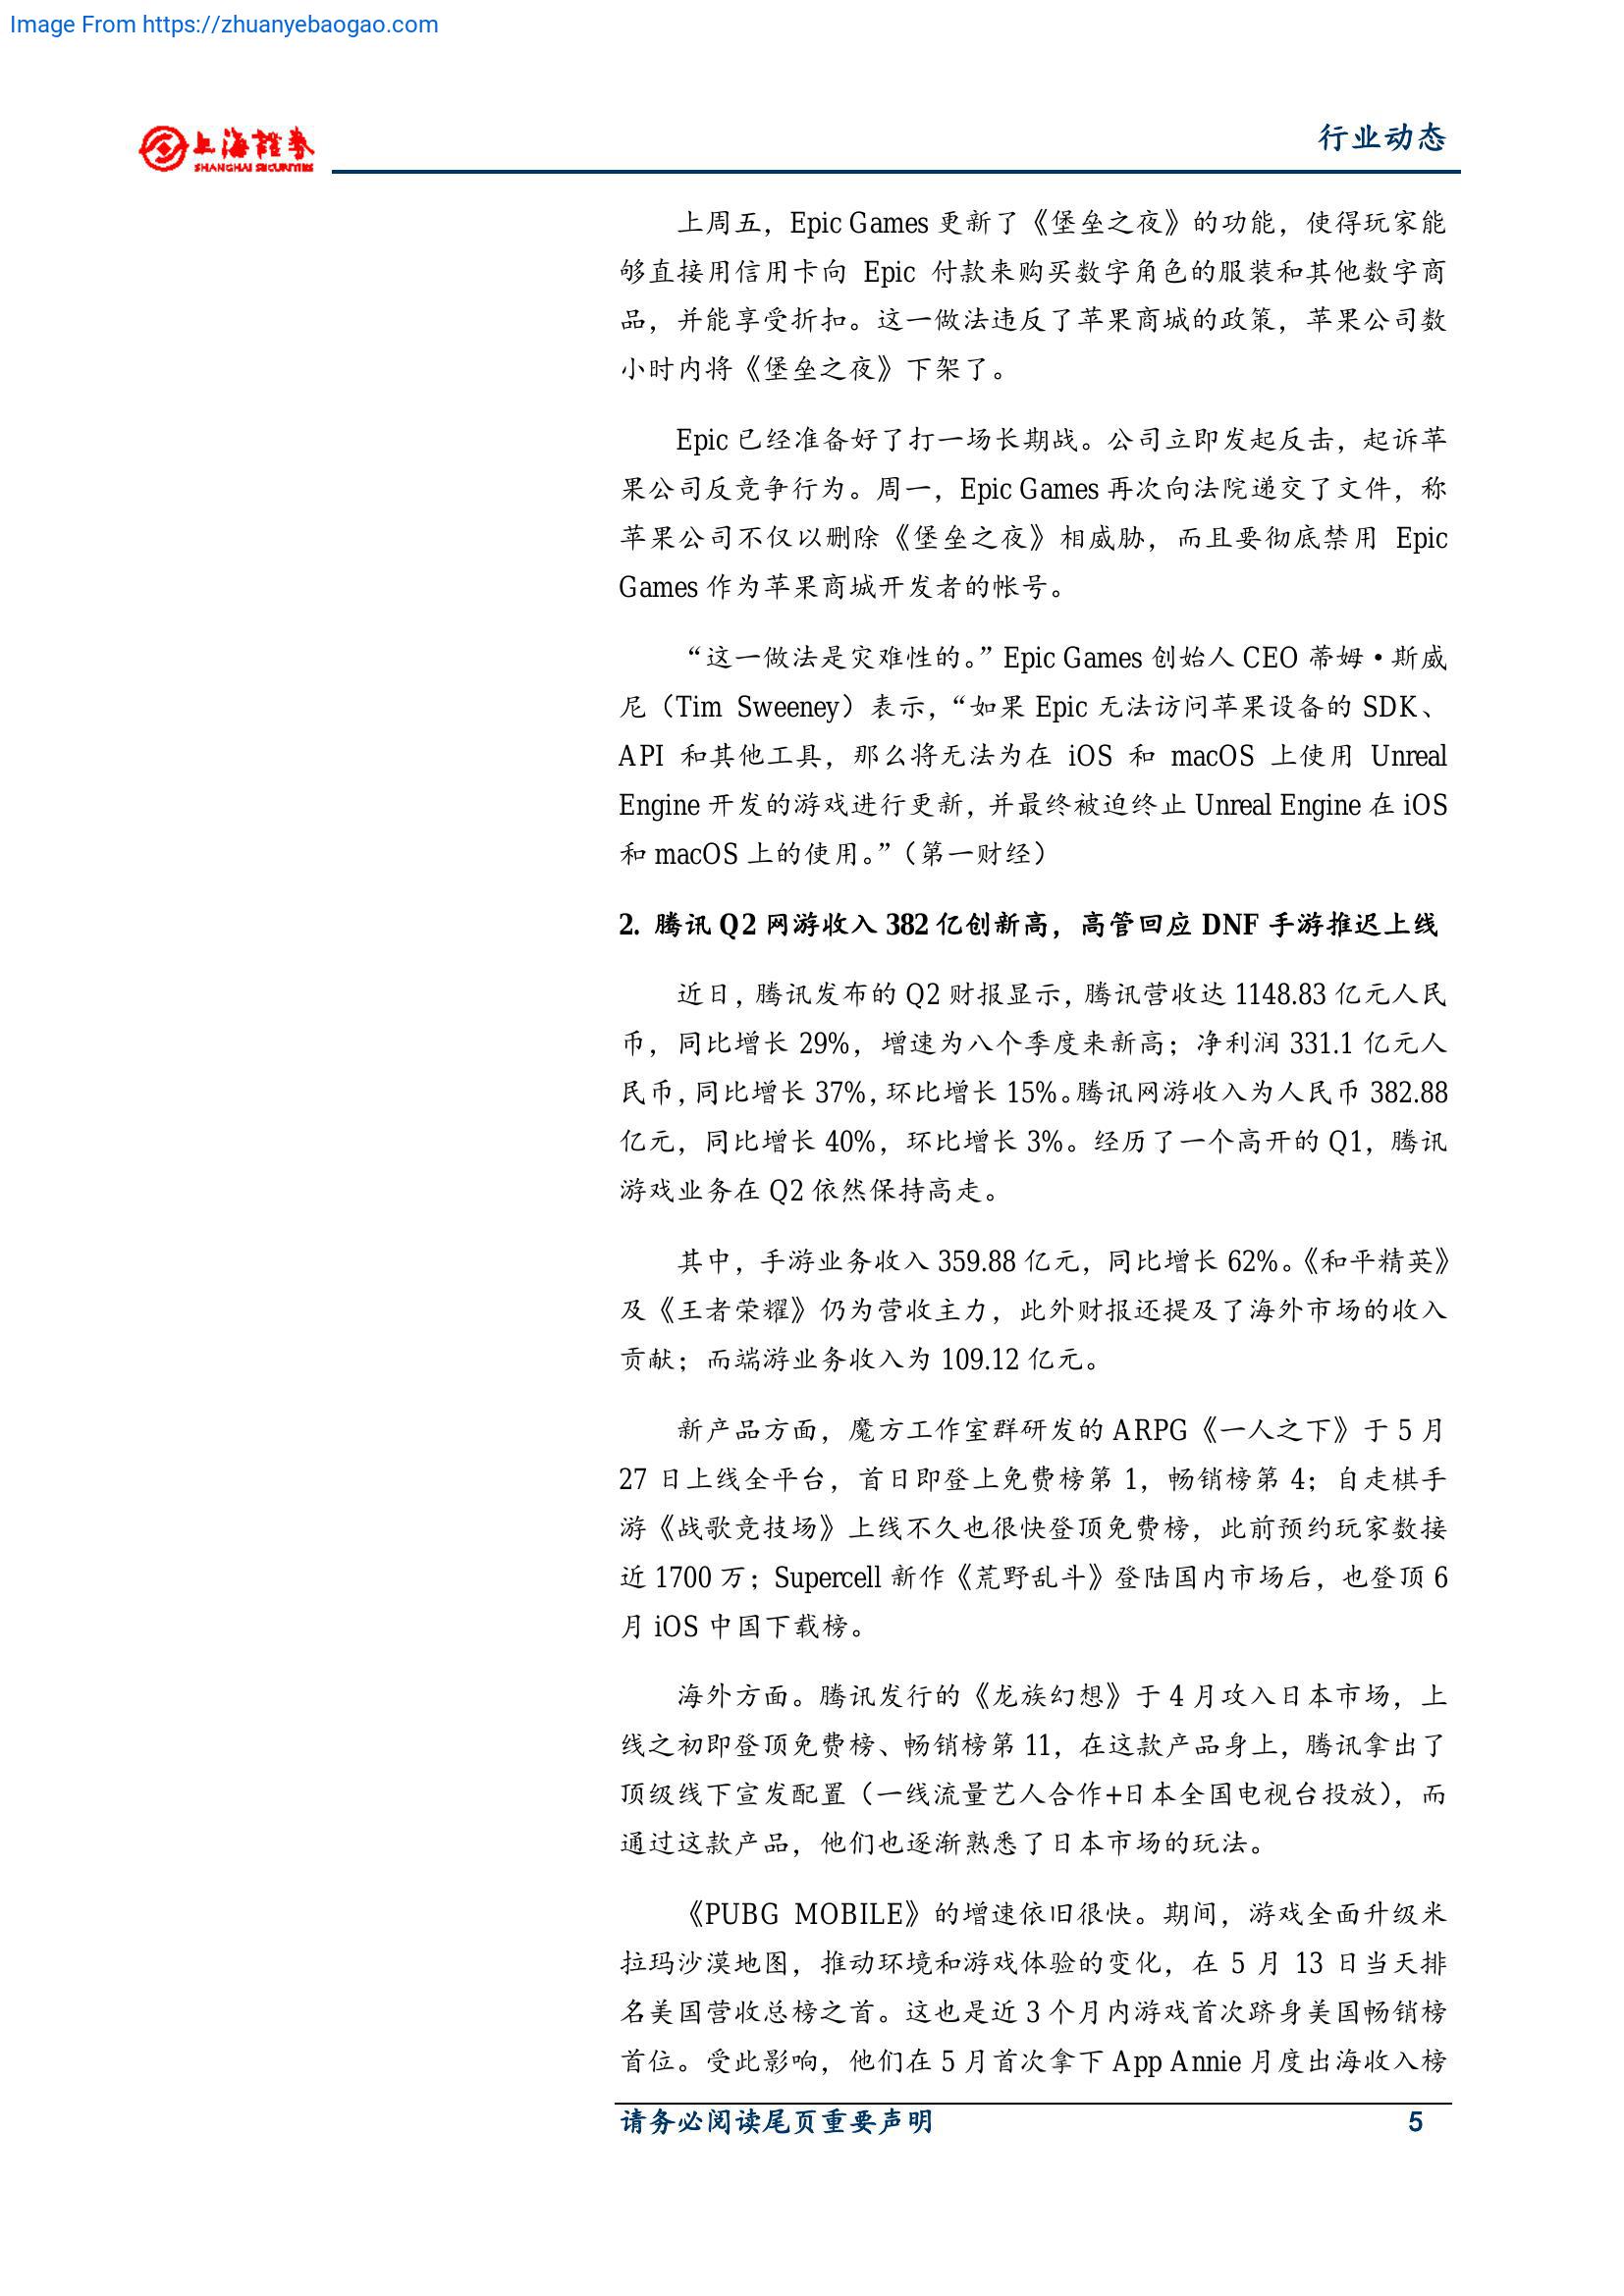 Image From https://zhuanyebaogao.com
上海證券
SHANGHAI SECURITIES
行业动态
上周五，Epic Games 更新了《堡垒之夜》的功能，使得玩家能
够直接用信用卡向 Epic 付款来购买数字角色的服装和其他数字商
品，并能享受折扣。这一做法违反了苹果商城的政策，苹果公司数
小时内将《堡垒之夜》下架了。
Epic 已经准备好了打一场长期战。公司立即发起反击，起诉苹
果公司反竞争行为。周一，Epic Games 再次向法院递交了文件，称
苹果公司不仅以删除《堡垒之夜》相威胁，而且要彻底禁用 Epic
Games 作为苹果商城开发者的帐号。
“这一做法是灾难性的。”Epic Games 创始人 CEO 蒂姆·斯威
尼（Tim Sweeney）表示，“如果 Epic 无法访问苹果设备的 SDK、
API 和其他工具，那么将无法为在 iOS 和 macOS 上使用 Unreal
Engine 开发的游戏进行更新，并最终被迫终止 Unreal Engine 在 iOS
和 macOS 上的使用。”（第一财经）
2. 腾讯 Q2 网游收入 382 亿创新高，高管回应 DNF 手游推迟上线
近日，腾讯发布的 Q2 财报显示，腾讯营收达 1148.83 亿元人民
币，同比增长 29%，增速为八个季度来新高；净利润 331.1 亿元人
民币，同比增长 37%，环比增长 15%。腾讯网游收入为人民币 382.88
亿元，同比增长 40%，环比增长 3%。经历了一个高开的 Q1，腾讯
游戏业务在 Q2 依然保持高走。
其中，手游业务收入 359.88 亿元，同比增长 62%。《和平精英》
及《王者荣耀》仍为营收主力，此外财报还提及了海外市场的收入
贡献；而端游业务收入为 109.12 亿元。
新产品方面，魔方工作室群研发的 ARPG《一人之下》于 5 月
27 日上线全平台，首日即登上免费榜第 1，畅销榜第 4；自走棋手
游《战歌竞技场》上线不久也很快登顶免费榜，此前预约玩家数接
近 1700 万；Supercell 新作《荒野乱斗》登陆国内市场后，也登顶 6
月 iOS 中国下载榜。
海外方面。腾讯发行的《龙族幻想》于 4 月攻入日本市场，上
线之初即登顶免费榜、畅销榜第 11，在这款产品身上，腾讯拿出了
顶级线下宣发配置（一线流量艺人合作+日本全国电视台投放），而
通过这款产品，他们也逐渐熟悉了日本市场的玩法。
《PUBG MOBILE》的增速依旧很快。期间，游戏全面升级米
拉玛沙漠地图，推动环境和游戏体验的变化，在 5 月 13 日当天排
名美国营收总榜之首。这也是近 3 个月内游戏首次跻身美国畅销榜
首位。受此影响，他们在 5 月首次拿下 App Annie 月度出海收入榜
请务必阅读尾页重要声明
5